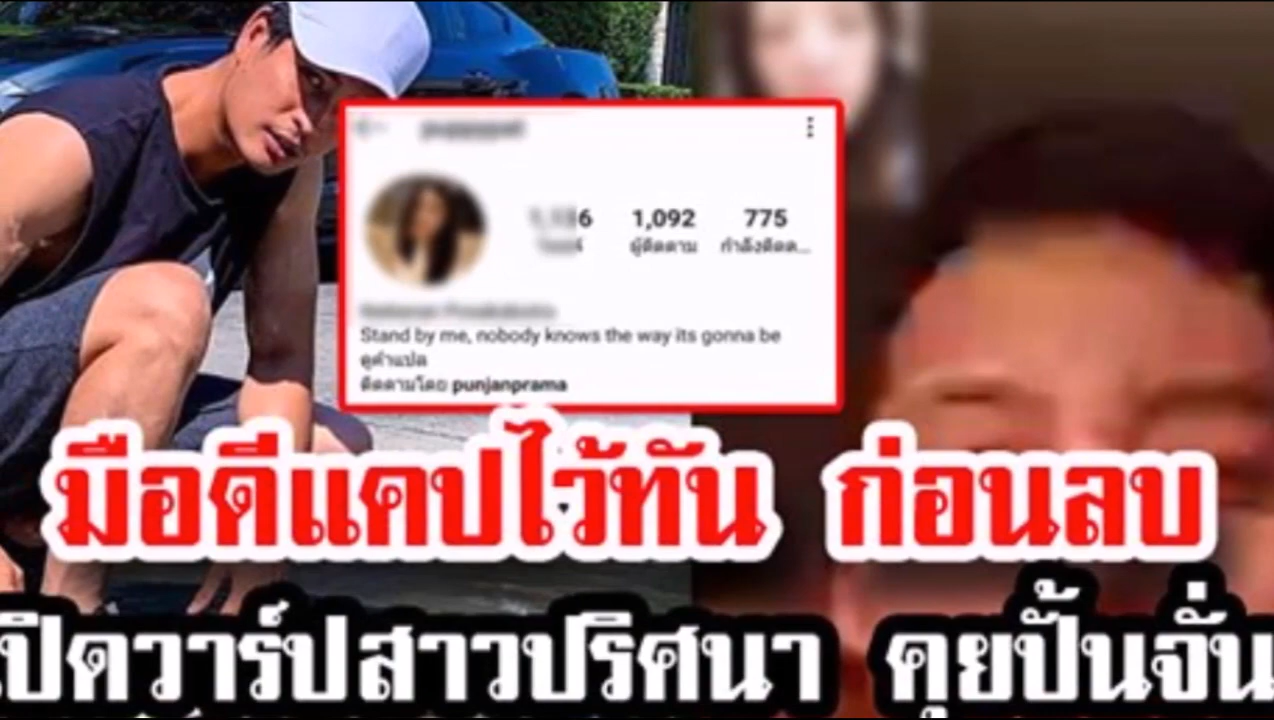 6 1,092 775
ผู้ติดตาม กำลังติดต...
Stand by me, nobody knows the way its gonna be
ดูคำแปล
ติดตามโดย punjanprama
มือดีแคปไว้ทัน ก่อนลบ
เปิดวาร์ปสาวปริศนา คุยปั้นจั่น